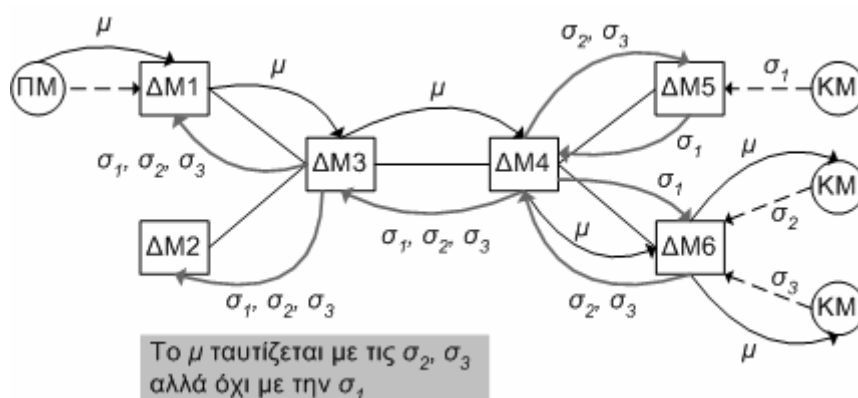 μ
σ2, σ3
ΠΜ
ΔΜ1
μ
μ
ΔΜ5
σ1
ΚΜ
σ1, σ2, σ3
ΔΜ3
ΔΜ4
σ1
σ1
μ
ΚΜ
ΔΜ2
σ1, σ2, σ3
μ
ΔΜ6
σ2
σ1, σ2, σ3
σ2, σ3
σ3
ΚΜ
μ
Το μ ταυτίζεται με τις σ2, σ3
αλλά όχι με την σ1